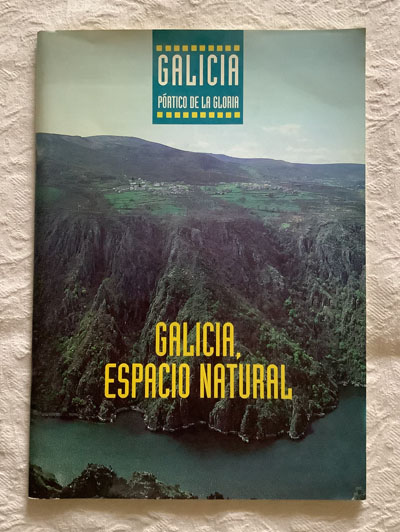 GALICIA
PÓRTICO DE LA GLORIA
GALICIA,
ESPACIO NATURAL